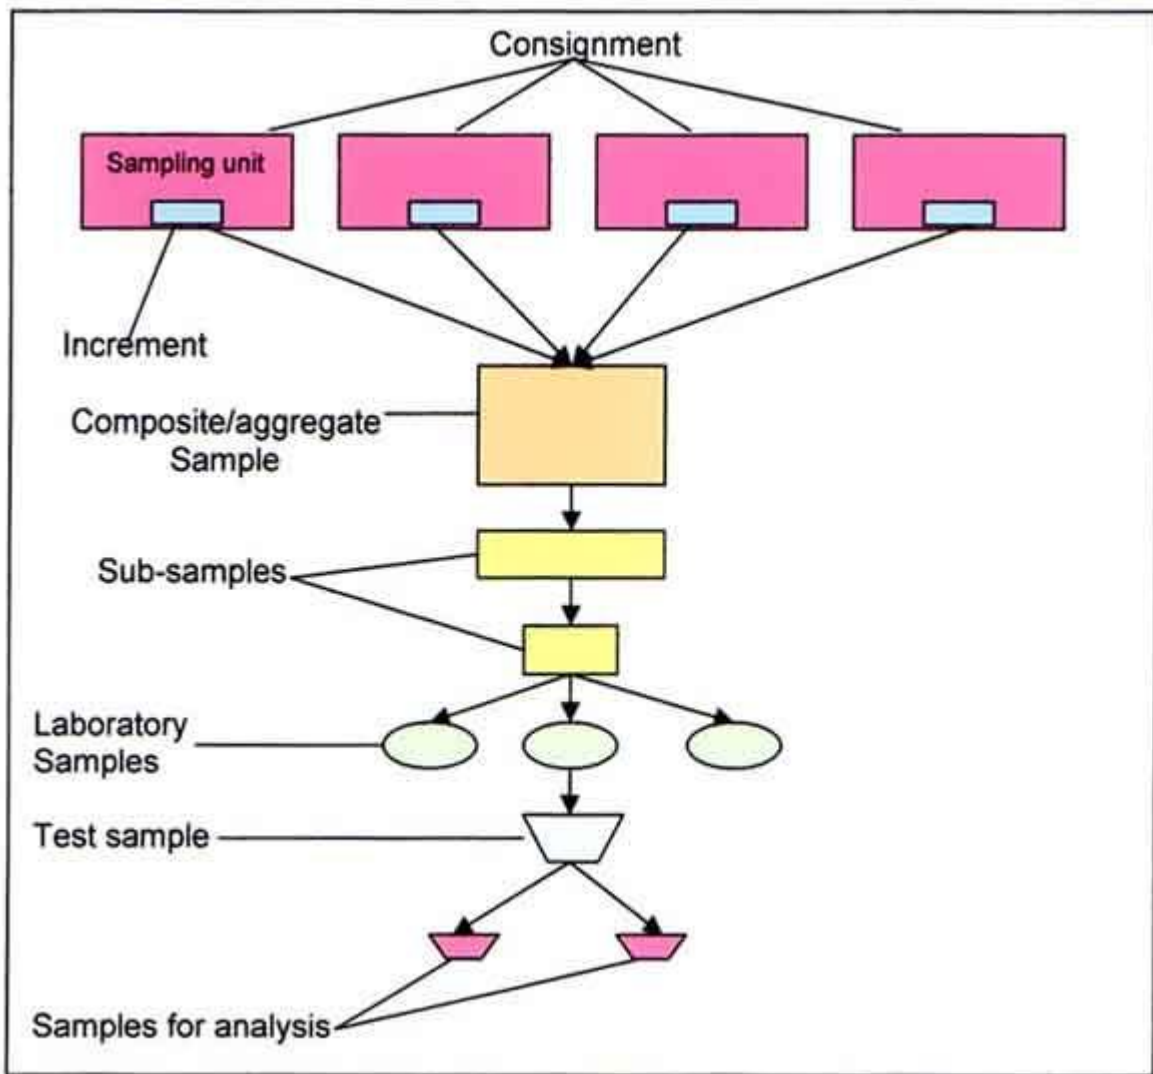 Consignment
Sampling unit
Increment
Composite/aggregate
Sample
Sub-samples
Laboratory
Samples
Test sample
Samples for analysis